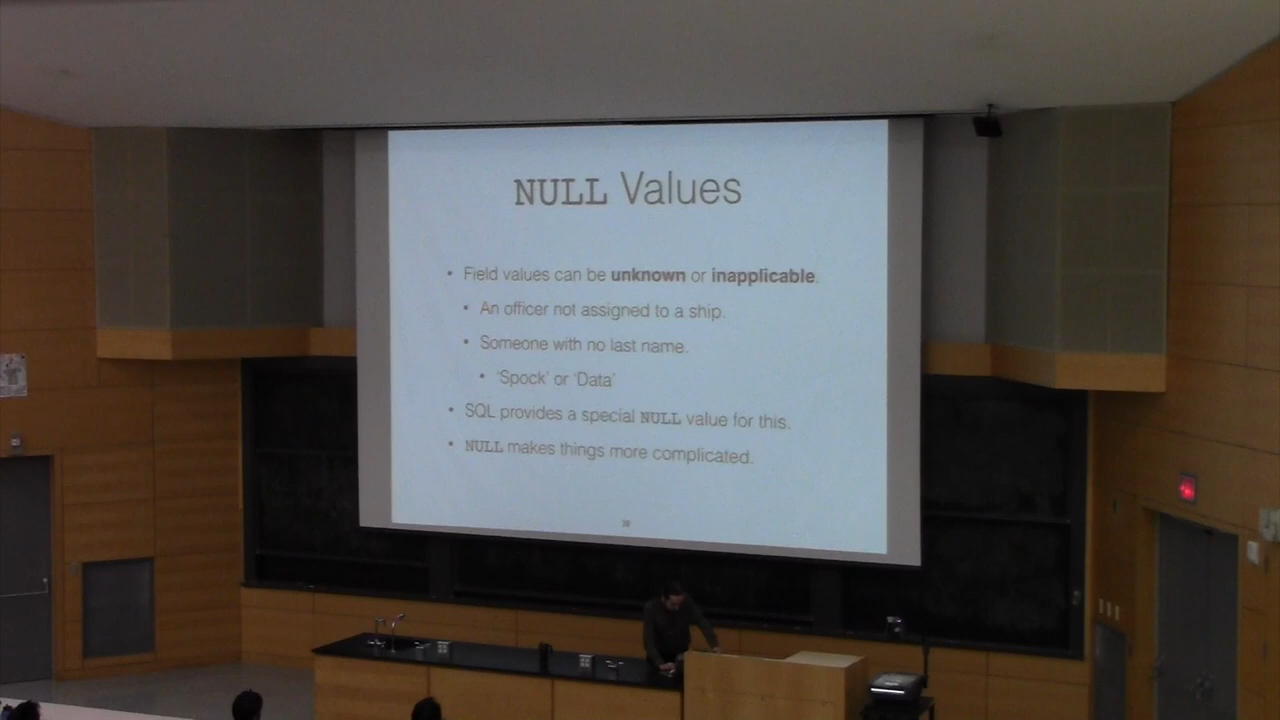 NULL Values
• Field values can be unknown or inapplicable.
• An officer not assigned to a ship.
• Someone with no last name.
• 'Spock' or 'Data'
• SQL provides a special NULL value for this.
• NULL makes things more complicated.